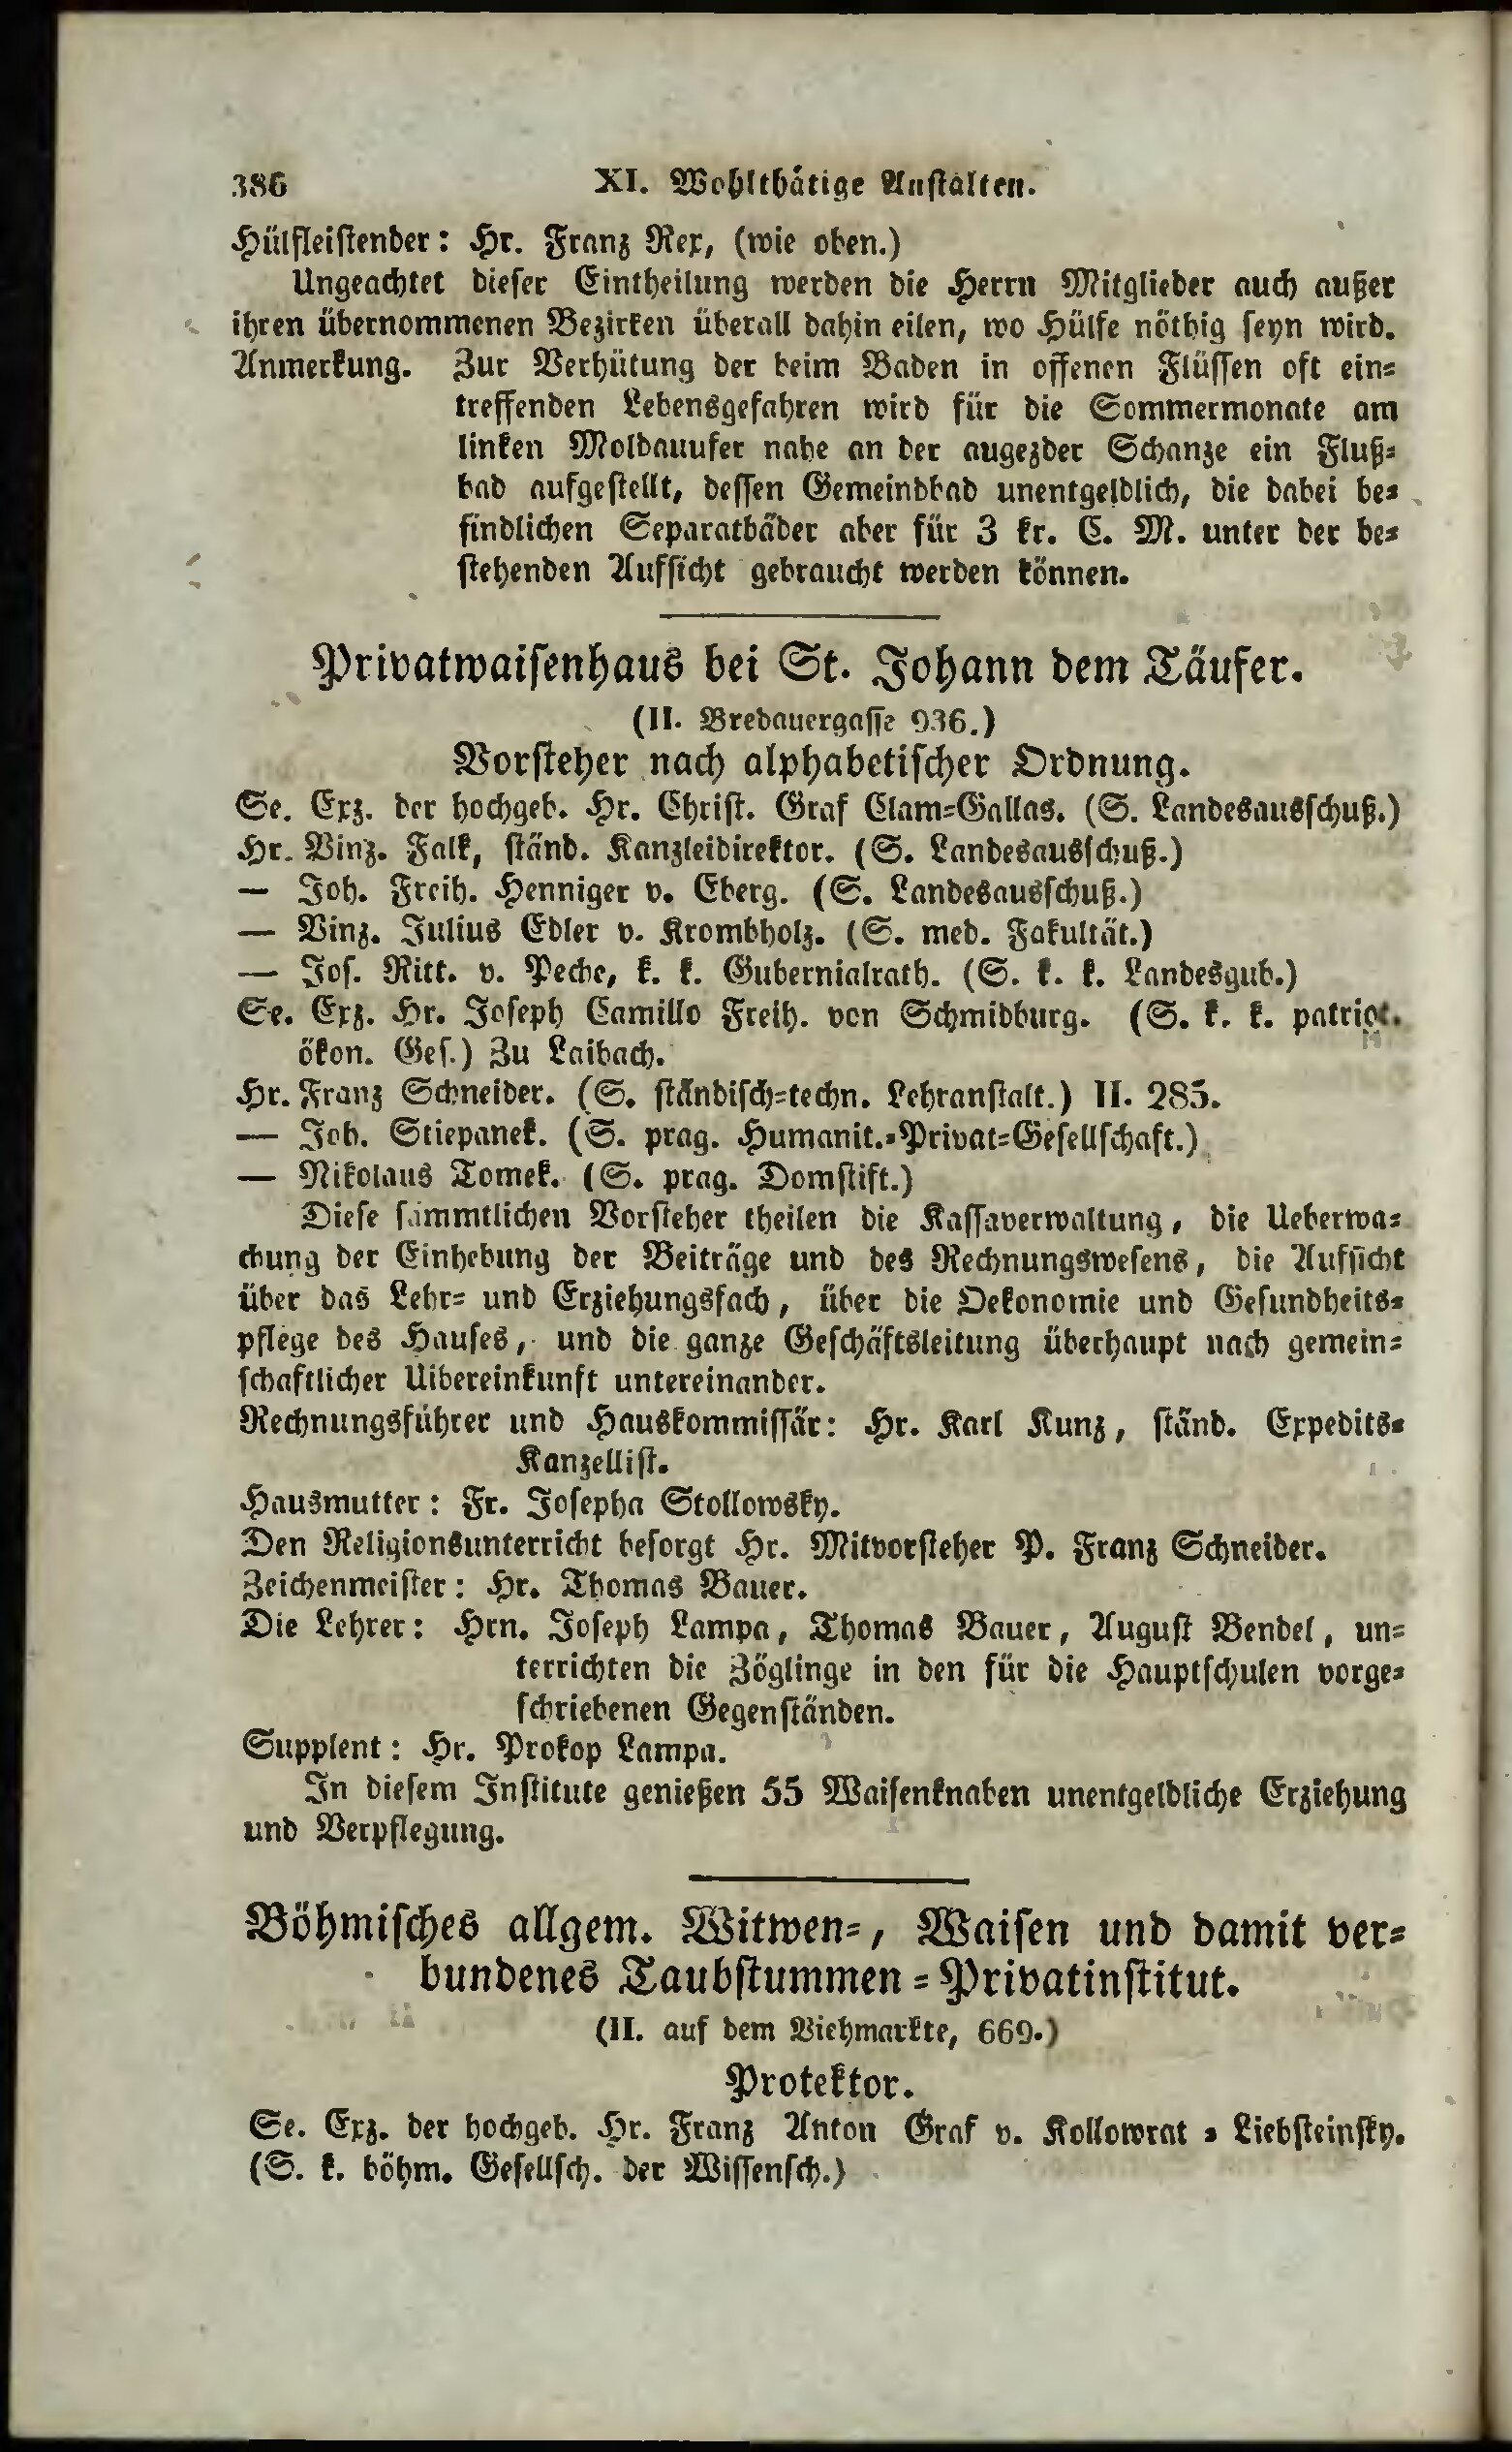 386 XI. Wohlthätige Anstalten.
Hülfleistender: Hr. Franz Rex, (wie oben.)
Ungeachtet dieser Eintheilung werden die Herrn Mitglieder auch außer
ihren übernommenen Bezirken überall dahin eilen, wo Hülfe nöthig seyn wird.
Anmerkung. Zur Verhütung der beim Baden in offenen Flüssen oft ein-
treffenden Lebensgefahren wird für die Sommermonate am
linken Moldauufer nahe an der augezder Schanze ein Fluß-
bad aufgestellt, dessen Gemeindbad unentgeldlich, die dabei be-
findlichen Separatbäder aber für 3 kr. C. M. unter der be-
stehenden Aufsicht gebraucht werden können.
Privatwaisenhaus bei St. Johann dem Täufer.
(II. Bredauergasse 936.)
Vorsteher nach alphabetischer Ordnung.
Se. Exz. der hochgeb. Hr. Christ. Graf Clam-Gallas. (S. Landesausschuß.)
Hr. Vinz. Falk, ständ. Kanzleidirektor. (S. Landesausschuß.)
— Joh. Freih. Henniger v. Eberg. (S. Landesausschuß.)
— Vinz. Julius Edler v. Krombholz. (S. med. Fakultät.)
— Jos. Ritt. v. Peche, k. k. Gubernialrath. (S. k. k. Landesgub.)
Se. Exz. Hr. Joseph Camillo Freih. von Schmidburg. (S. k. k. patriot.
ökon. Ges.) Zu Laibach.
Hr. Franz Schneider. (S. ständisch-techn. Lehranstalt.) II. 285.
— Joh. Stiepanek. (S. prag. Humanit.-Privat-Gesellschaft.)
— Nikolaus Tomek. (S. prag. Domstift.)
Diese sämmtlichen Vorsteher theilen die Kassaverwaltung, die Ueberwa-
chung der Einhebung der Beiträge und des Rechnungswesens, die Aufsicht
über das Lehr- und Erziehungsfach, über die Oekonomie und Gesundheits-
pflege des Hauses, und die ganze Geschäftsleitung überhaupt nach gemein-
schaftlicher Uibereinkunft untereinander.
Rechnungsführer und Hauskommissär: Hr. Karl Kunz, ständ. Expedits-
Kanzellist.
Hausmutter: Fr. Josepha Stollowsky.
Den Religionsunterricht besorgt Hr. Mitvorsteher P. Franz Schneider.
Zeichenmeister: Hr. Thomas Bauer.
Die Lehrer: Hrn. Joseph Lampa, Thomas Bauer, August Bendel, un-
terrichten die Zöglinge in den für die Hauptschulen vorge-
schriebenen Gegenständen.
Supplent: Hr. Prokop Lampa.
In diesem Institute genießen 55 Waisenknaben unentgeldliche Erziehung
und Verpflegung.
Böhmisches allgem. Witwen-, Waisen und damit ver-
bundenes Taubstummen-Privatinstitut.
(II. auf dem Viehmarkte, 669.)
Protektor.
Se. Exz. der hochgeb. Hr. Franz Anton Graf v. Kollowrat-Liebsteinsky.
(S. k. böhm. Gesellsch. der Wissensch.)